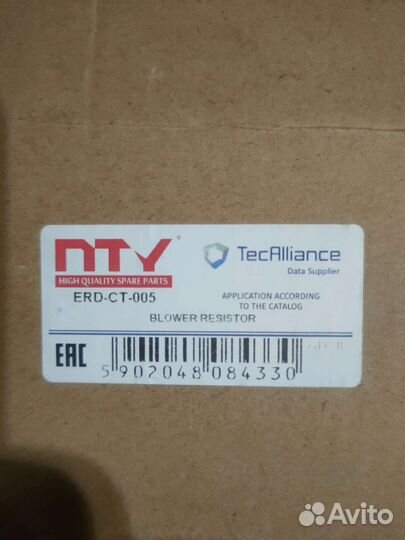 NTY
HIGH QUALITY SPARE PARTS
TecAlliance
Data Supplier
ERD-CT-005
APPLICATION ACCORDING
TO THE CATALOG
BLOWER RESISTOR
EAC
5 902048 084330
Avito